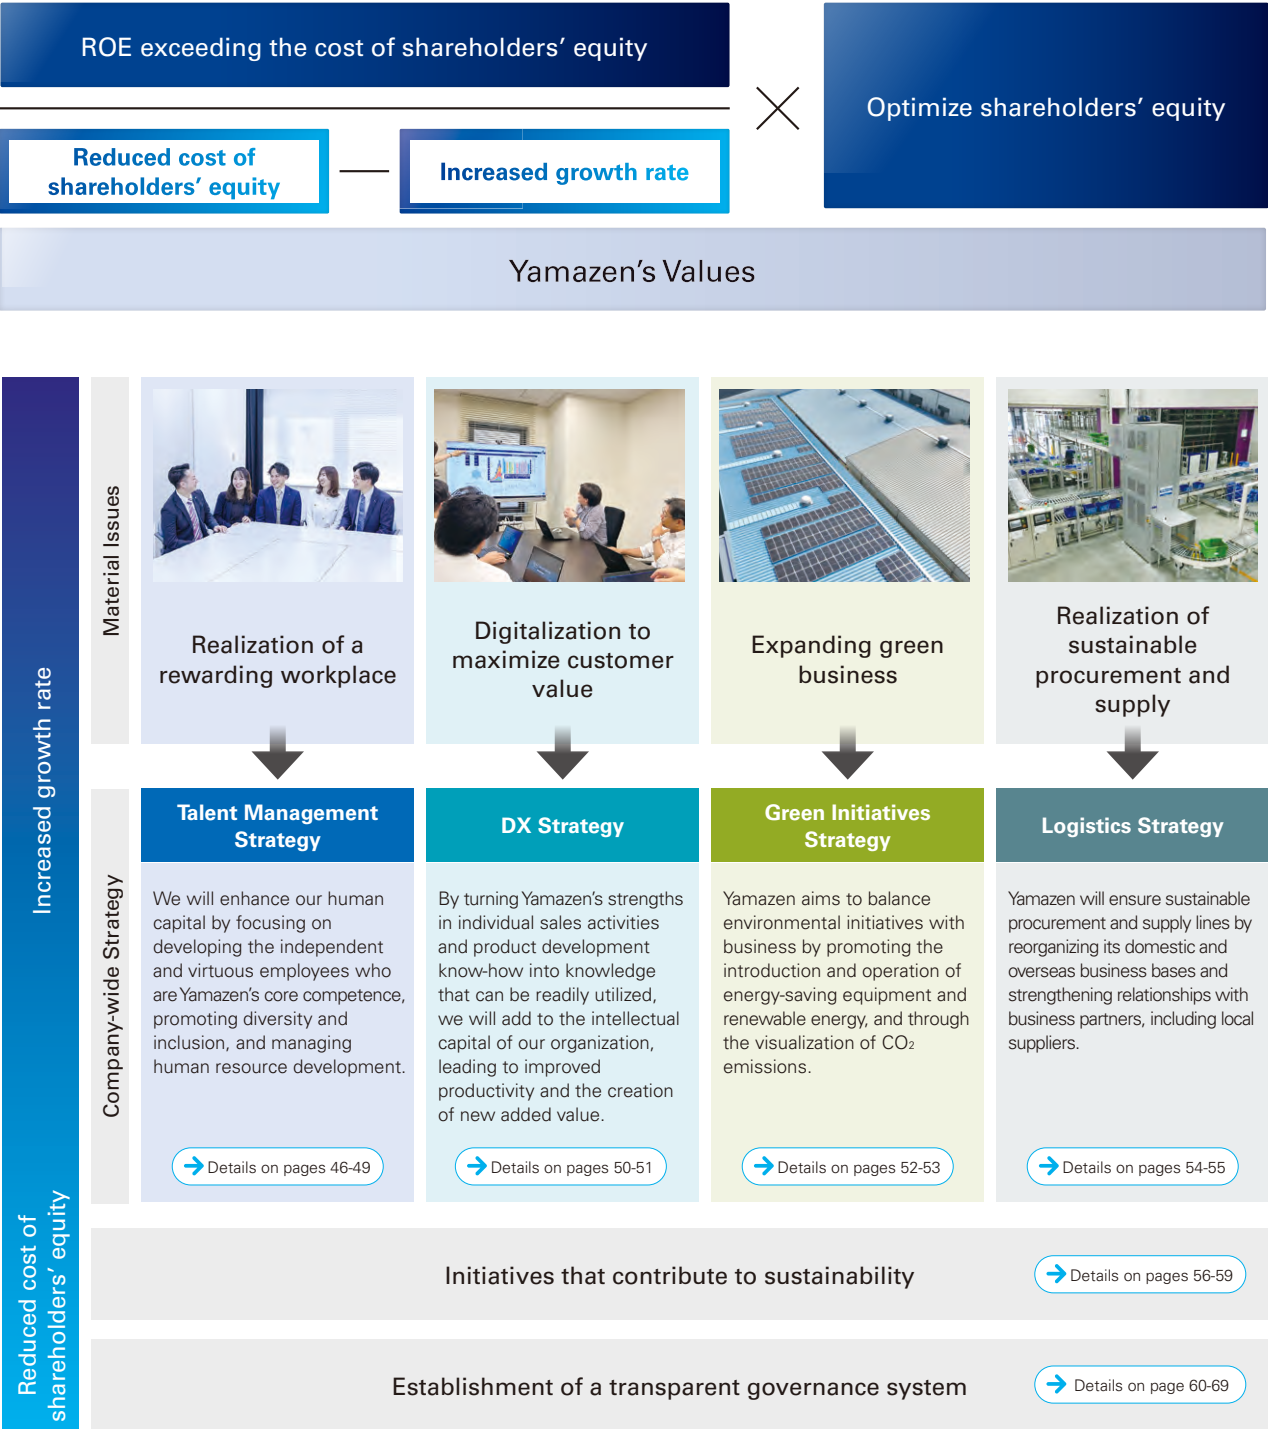 ROE exceeding the cost of shareholders’ equity
Optimize shareholders’ equity
Reduced cost of
shareholders’ equity
Increased growth rate
Yamazen’s Values
Increased growth rate
Reduced cost of
shareholders’ equity
Material Issues
Realization of a
rewarding workplace
Digitalization to
maximize customer
value
Expanding green
business
Realization of
sustainable
procurement and
supply
Company-wide Strategy
Talent Management
Strategy
We will enhance our human
capital by focusing on
developing the independent
and virtuous employees who
are Yamazen’s core competence,
promoting diversity and
inclusion, and managing
human resource development.
Details on pages 46-49
DX Strategy
By turning Yamazen’s strengths
in individual sales activities
and product development
know-how into knowledge
that can be readily utilized,
we will add to the intellectual
capital of our organization,
leading to improved
productivity and the creation
of new added value.
Details on pages 50-51
Green Initiatives
Strategy
Yamazen aims to balance
environmental initiatives with
business by promoting the
introduction and operation of
energy-saving equipment and
renewable energy, and through
the visualization of CO₂
emissions.
Details on pages 52-53
Logistics Strategy
Yamazen will ensure sustainable
procurement and supply lines by
reorganizing its domestic and
overseas business bases and
strengthening relationships with
business partners, including local
suppliers.
Details on pages 54-55
Initiatives that contribute to sustainability
Details on pages 56-59
Establishment of a transparent governance system
Details on page 60-69